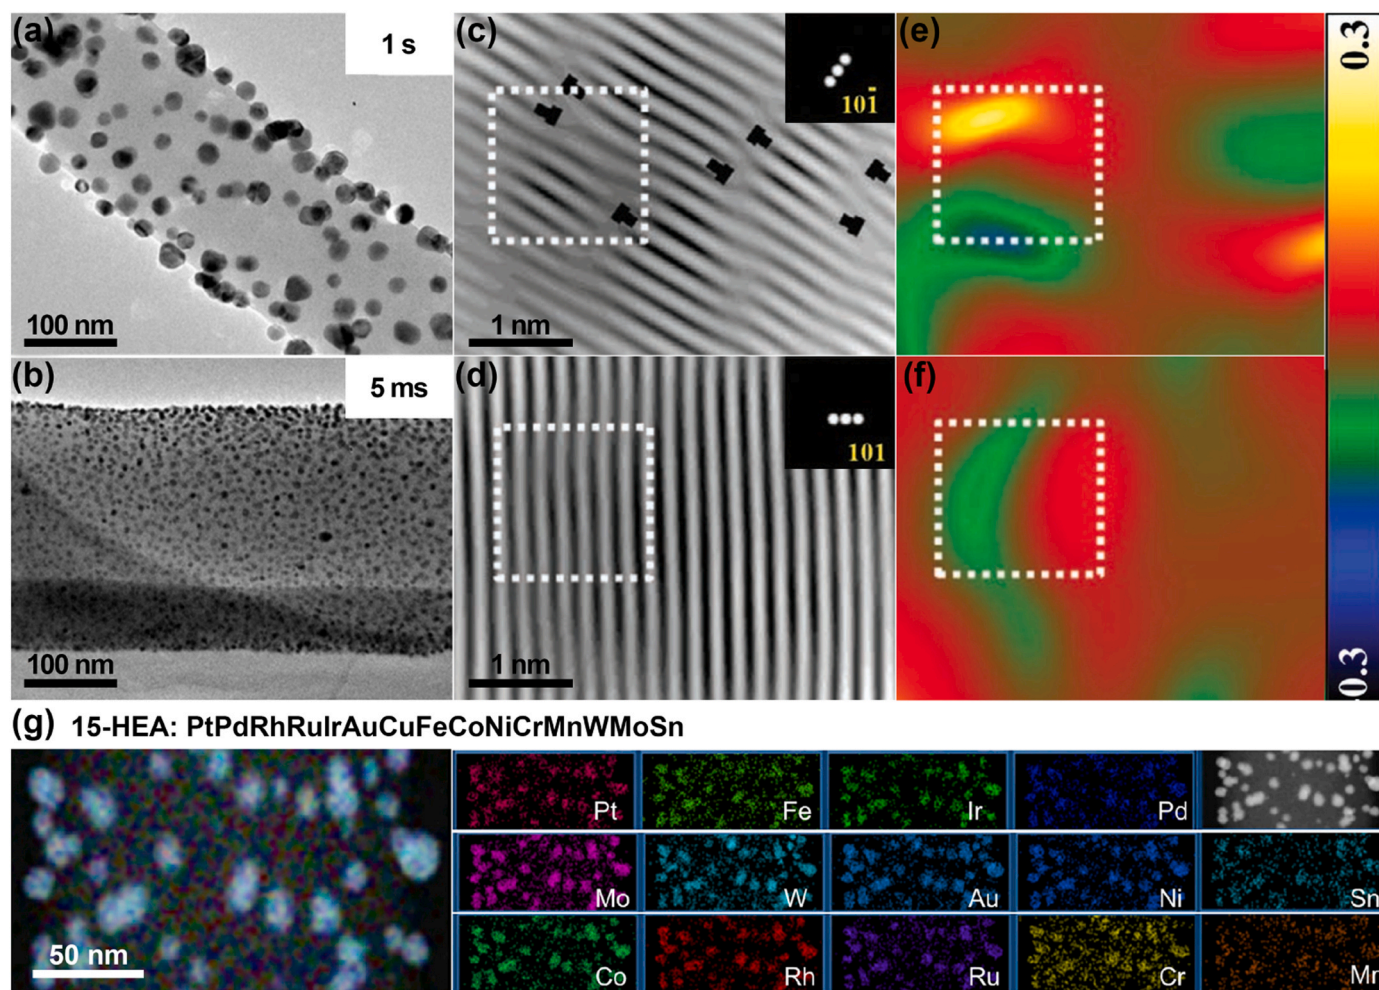 (a)
1 s
100 nm
(c)
101̄
1 nm
(e)
0.3
(b)
5 ms
100 nm
(d)
101
1 nm
(f)
-0.3
(g) 15-HEA: PtPdRhRuIrAuCuFeCoNiCrMnWMoSn
50 nm
Pt
Fe
Ir
Pd
Mo
W
Au
Ni
Sn
Co
Rh
Ru
Cr
Mn